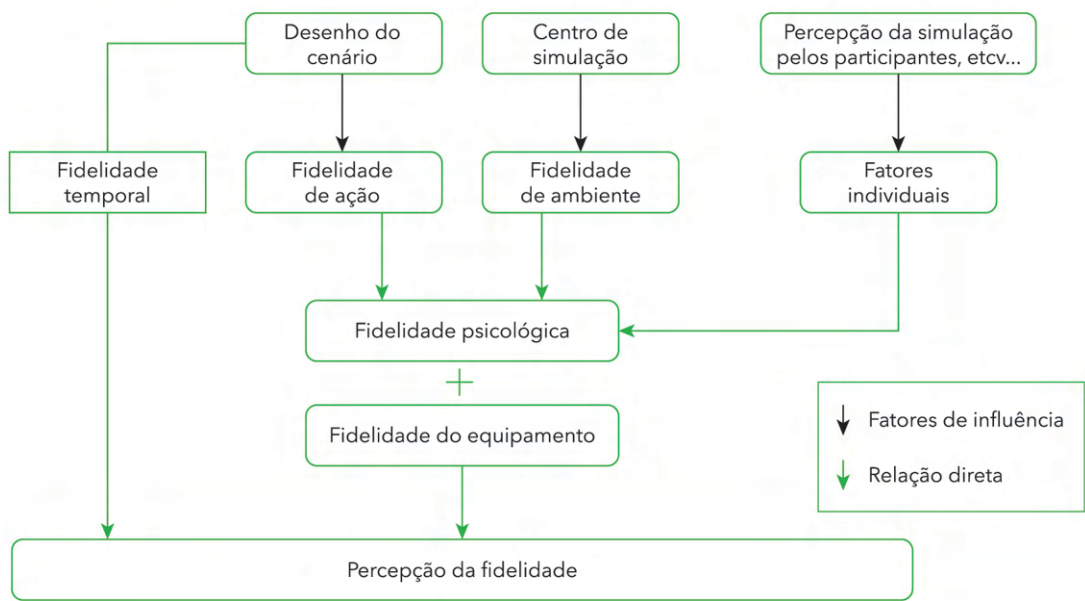 Desenho do
cenário
Centro de
simulação
Percepção da simulação
pelos participantes, etcv...
Fidelidade
temporal
Fidelidade
de ação
Fidelidade
de ambiente
Fatores
individuais
Fidelidade psicológica
+
Fidelidade do equipamento
Fatores de influência
Relação direta
Percepção da fidelidade